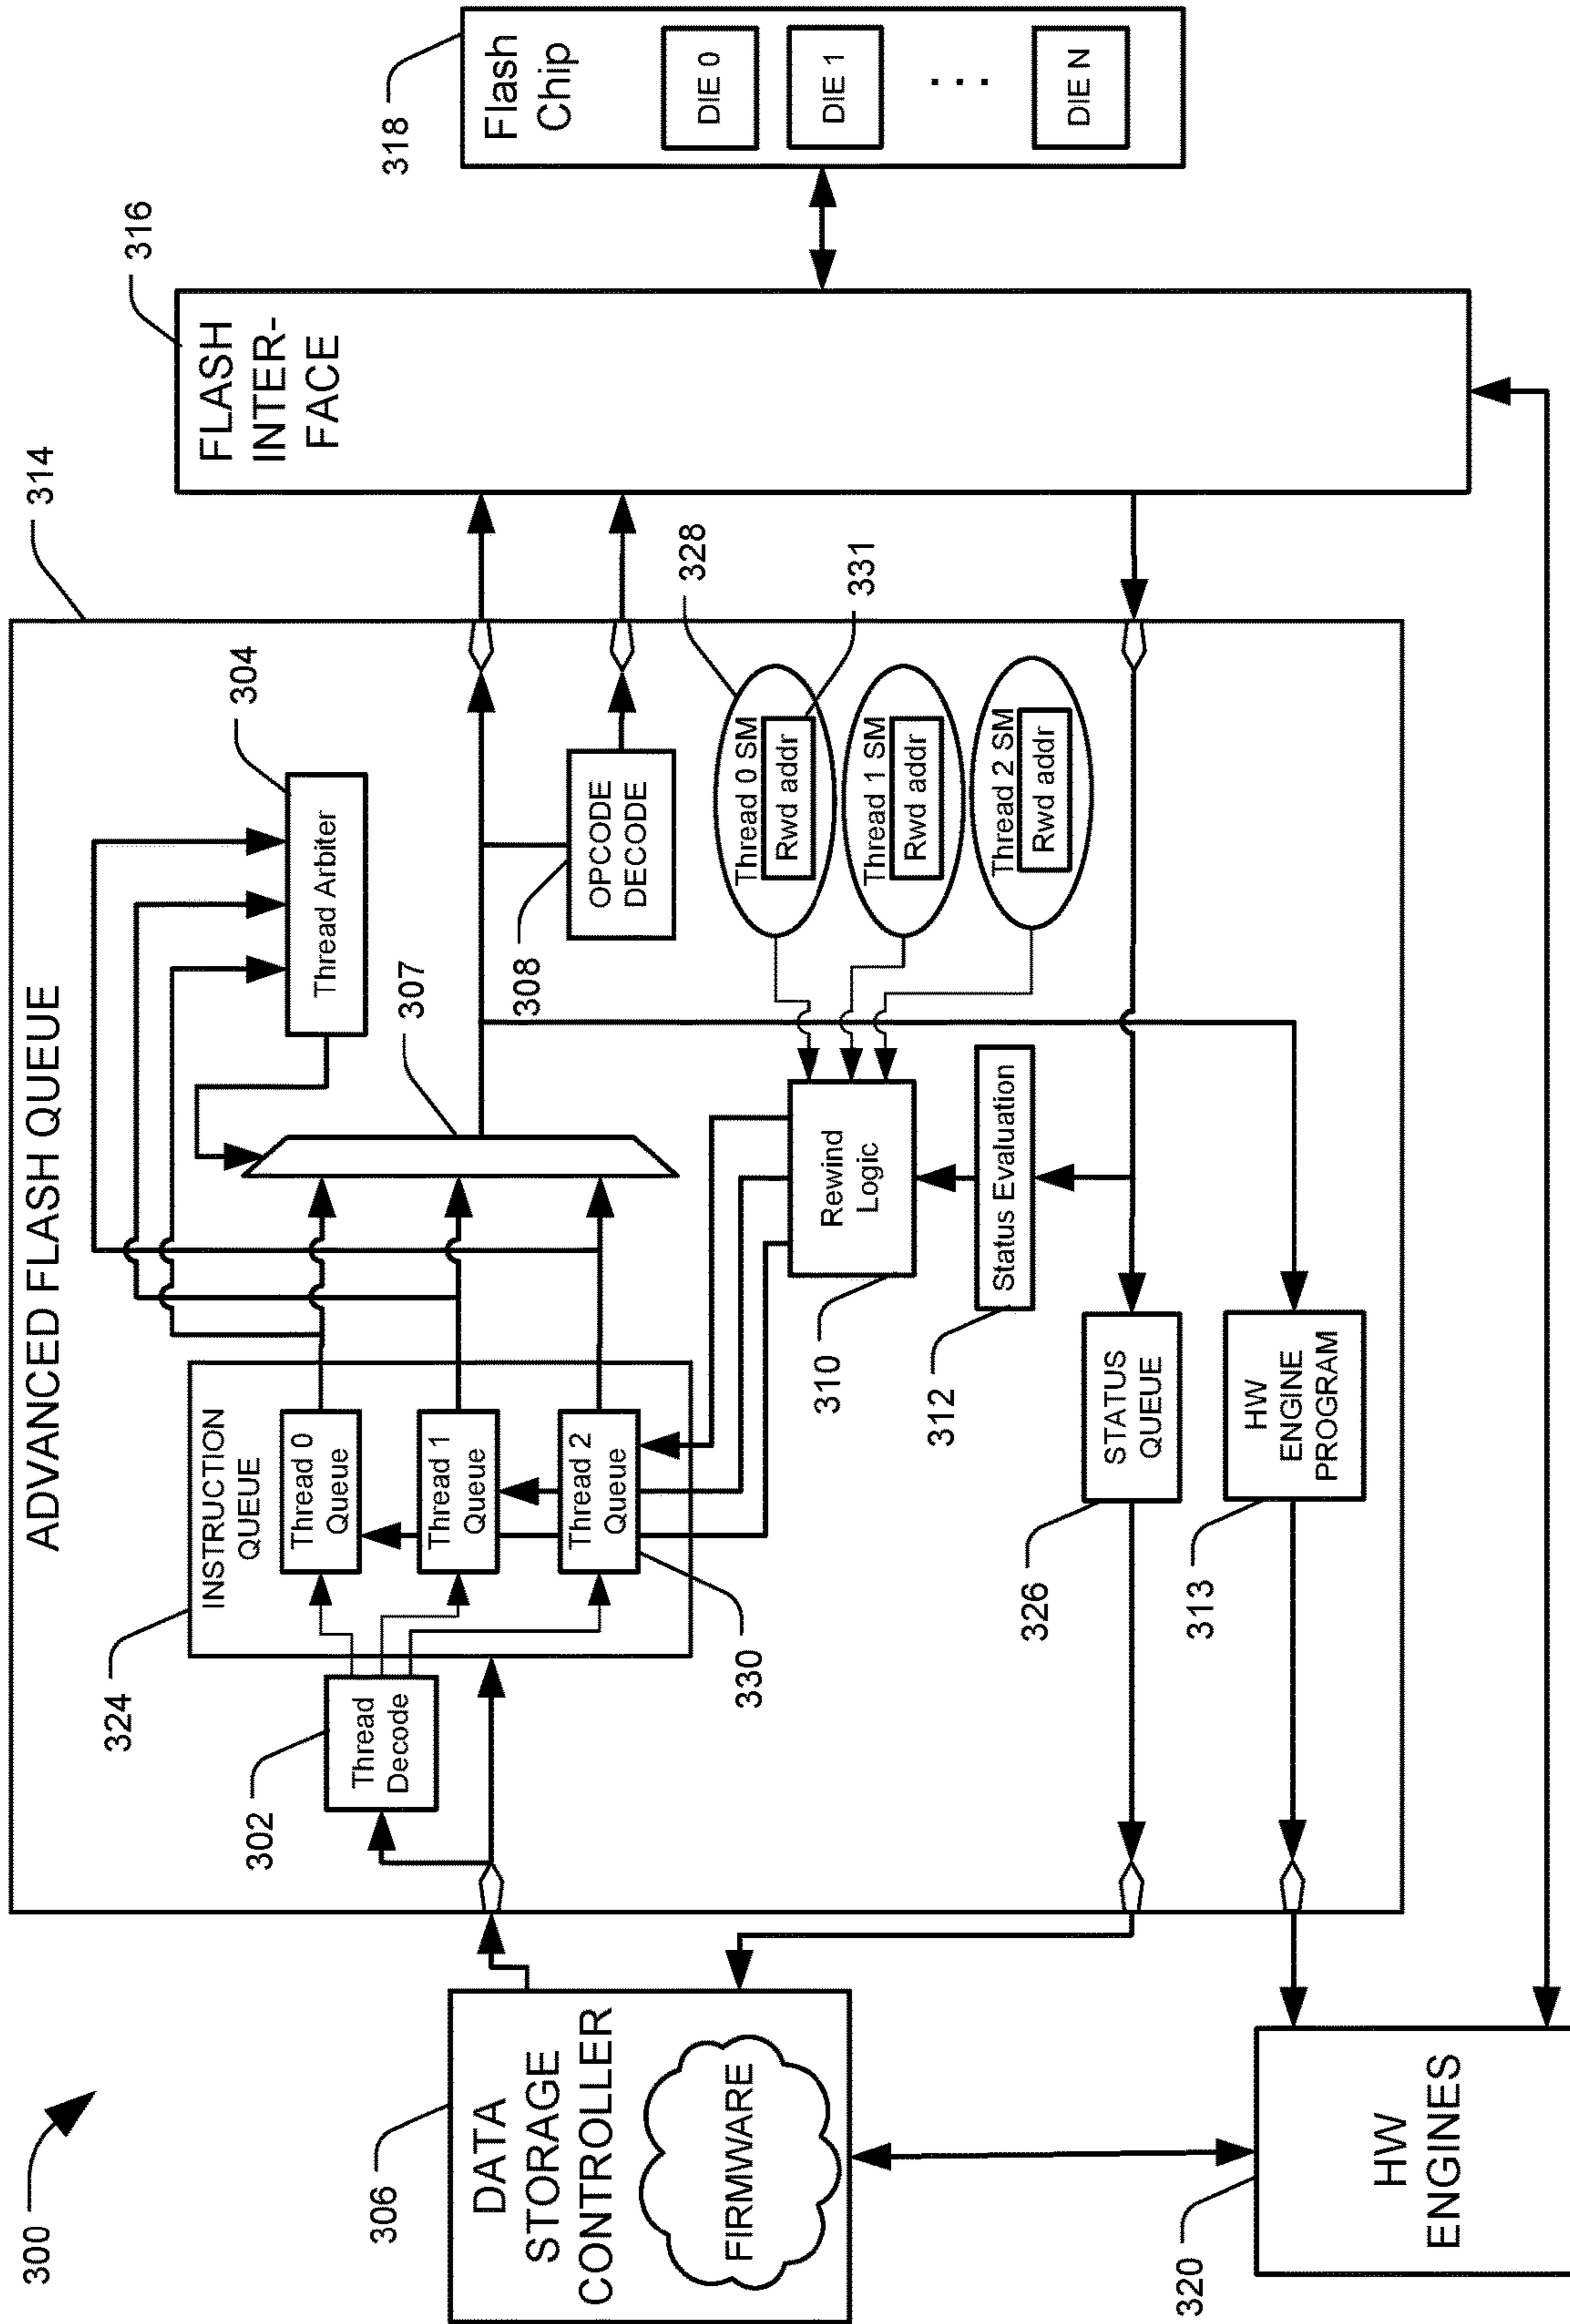 300
ADVANCED FLASH QUEUE
314
316
318
324
INSTRUCTION
QUEUE
302
Thread
Decode
Thread 0
Queue
Thread 1
Queue
Thread 2
Queue
330
307
304
Thread Arbiter
308
OPCODE
DECODE
328
331
Thread 0 SM
Rwd addr
Thread 1 SM
Rwd addr
Thread 2 SM
Rwd addr
310
Rewind
Logic
312
Status Evaluation
326
STATUS
QUEUE
313
HW
ENGINE
PROGRAM
FLASH
INTER-
FACE
Flash
Chip
DIE 0
DIE 1
DIE N
306
DATA
STORAGE
CONTROLLER
FIRMWARE
320
HW
ENGINES